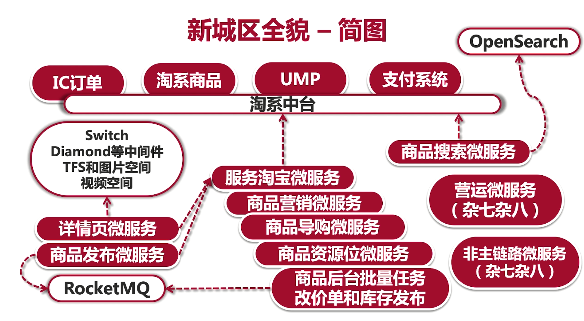 新城区全貌 – 简图
OpenSearch
IC订单
淘系商品
UMP
支付系统
淘系中台
Switch
Diamond等中间件
TFS和图片空间
视频空间
商品搜索微服务
服务淘宝微服务
营运微服务
（杂七杂八）
商品营销微服务
详情页微服务
商品导购微服务
商品发布微服务
商品资源位微服务
非主链路微服务
（杂七杂八）
RocketMQ
商品后台批量任务
改价单和库存发布